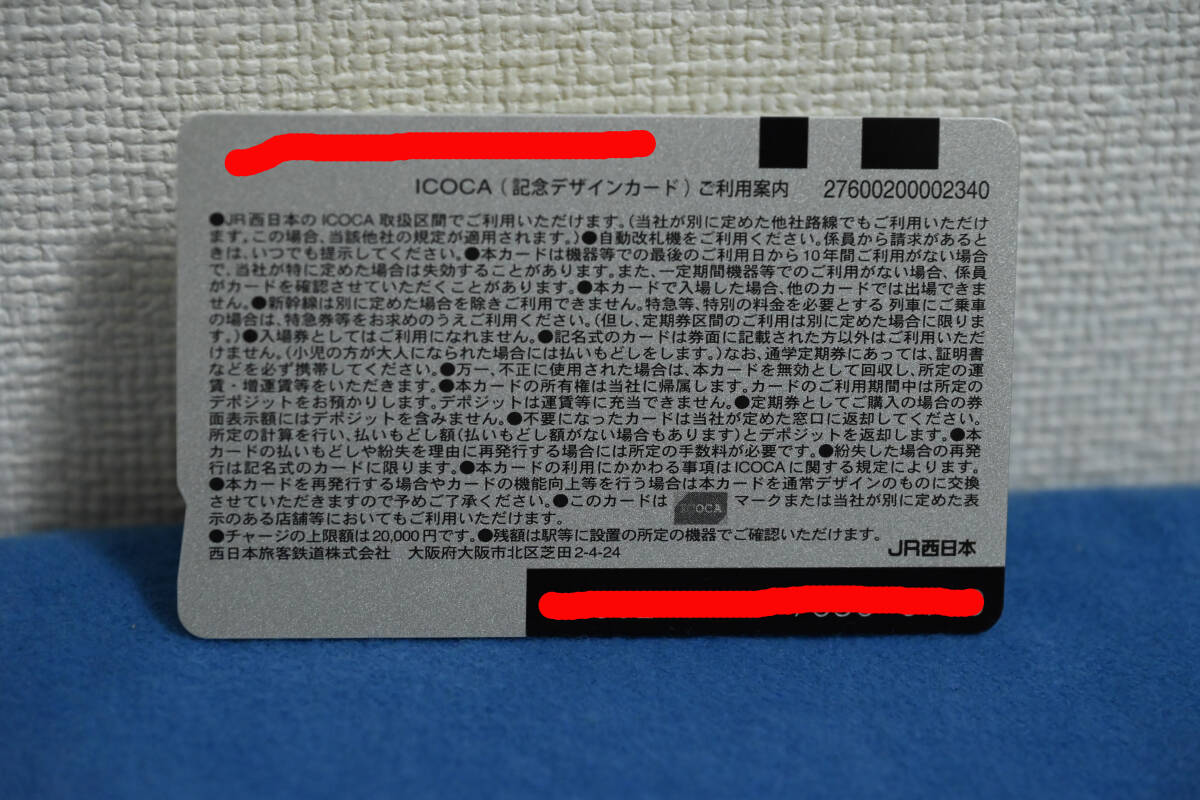 ICOCA(記念デザインカード)ご利用案内 27600200002340
●JR西日本のICOCA取扱区間でご利用いただけます。(当社が別に定めた他社路線でもご利用いただけ
ます。この場合、当該他社の規定が適用されます。)●自動改札機をご利用ください。係員から請求があるとき
は、いつでも提示してください。●本カードは機器等での最後のご利用日から10年間ご利用がない場合
で、当社が特に定めた場合は失効することがあります。また、一定期間機器等でのご利用がない場合、係員
がカードを確認させていただくことがあります。●本カードで入場した場合、他のカードでは出場できま
せん。●新幹線は別に定めた場合を除きご利用できません。特急等、特別の料金を必要とする列車にご乗車
の場合は、特急券等をお求めのうえご利用ください。(但し、定期券区間のご利用は別に定めた場合に限りま
す。)●入場券としてはご利用になれません。●記名式のカードは券面に記載された方以外はご利用いただ
けません。(小児の方が大人になられた場合には払いもどしをします。)なお、通学定期券にあっては、証明書
などを必ず携帯してください。●万一、不正に使用された場合は、本カードを無効として回収し、所定の運
賃・増運賃等をいただきます。●本カードの所有権は当社に帰属します。カードのご利用期間中は所定の
デポジットをお預かりします。デポジットは運賃等に充当できません。●定期券としてご購入の場合の券
面表示額にはデポジットを含みません。●不要になったカードは当社が定めた窓口に返却してください。
所定の計算を行い、払いもどし額(払いもどし額がない場合もあります)とデポジットを返却します。●本
カードの払いもどしや紛失を理由に再発行する場合には所定の手数料が必要です。●紛失した場合の再発
行は記名式のカードに限ります。●本カードの利用にかかわる事項はICOCAに関する規定によります。
●本カードを再発行する場合やカードの機能向上等を行う場合は本カードを通常デザインのものに交換
させていただきますので予めご了承ください。●このカードは ICOCA マークまたは当社が別に定めた表
示のある店舗等においてもご利用いただけます。
●チャージの上限額は20,000円です。●残額は駅等に設置の所定の機器でご確認いただけます。
西日本旅客鉄道株式会社 大阪府大阪市北区芝田2-4-24 JR西日本